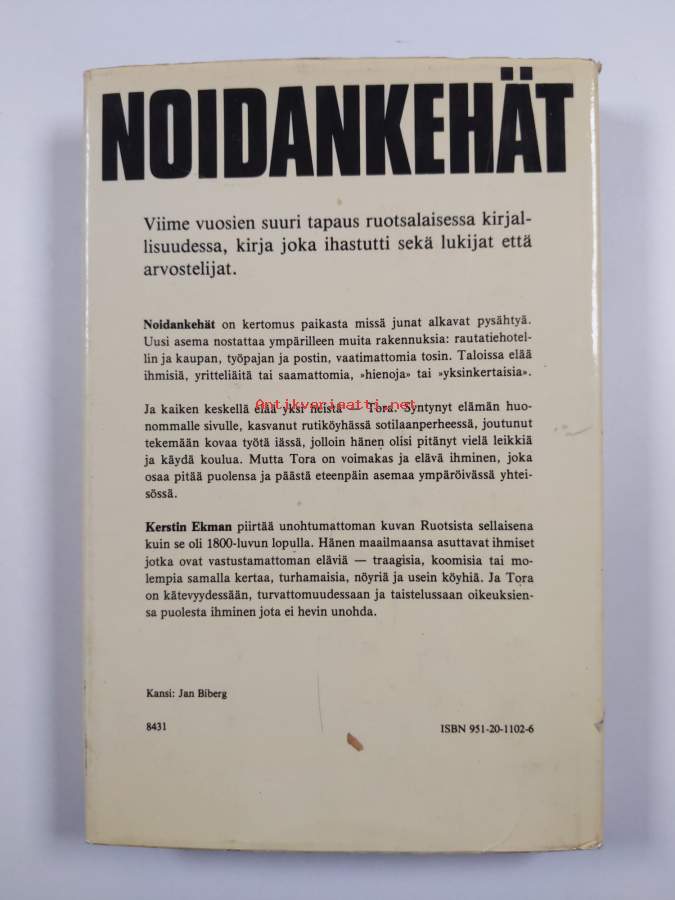 NOIDANKEHÄT
Viime vuosien suuri tapaus ruotsalaisessa kirjal-
lisuudessa, kirja joka ihastutti sekä lukijat että
arvostelijat.
Noidankehät on kertomus paikasta missä junat alkavat pysähtyä.
Uusi asema nostattaa ympärilleen muita rakennuksia: rautatiehotel-
lin ja kaupan, työpajan ja postin, vaatimattomia tosin. Taloissa elää
ihmisiä, yritteliäitä tai saamattomia, »hienoja» tai »yksinkertaisia».
Antikvariaatti.net
Ja kaiken keskellä elää yksi heistä — Tora. Syntynyt elämän huo-
nommalle sivulle, kasvanut rutiköyhässä sotilaanperheessä, joutunut
tekemään kovaa työtä iässä, jolloin hänen olisi pitänyt vielä leikkiä
ja käydä koulua. Mutta Tora on voimakas ja elävä ihminen, joka
osaa pitää puolensa ja päästä eteenpäin asemaa ympäröivässä yhtei-
sössä.
Kerstin Ekman piirtää unohtumattoman kuvan Ruotsista sellaisena
kuin se oli 1800-luvun lopulla. Hänen maailmaansa asuttavat ihmiset
jotka ovat vastustamattoman eläviä — traagisia, koomisia tai mo-
lempia samalla kertaa, turhamaisia, nöyriä ja usein köyhiä. Ja Tora
on kätevyydessään, turvattomuudessaan ja taistelussaan oikeuksien-
sa puolesta ihminen jota ei hevin unohda.
Kansi: Jan Biberg
8431
ISBN 951-20-1102-6